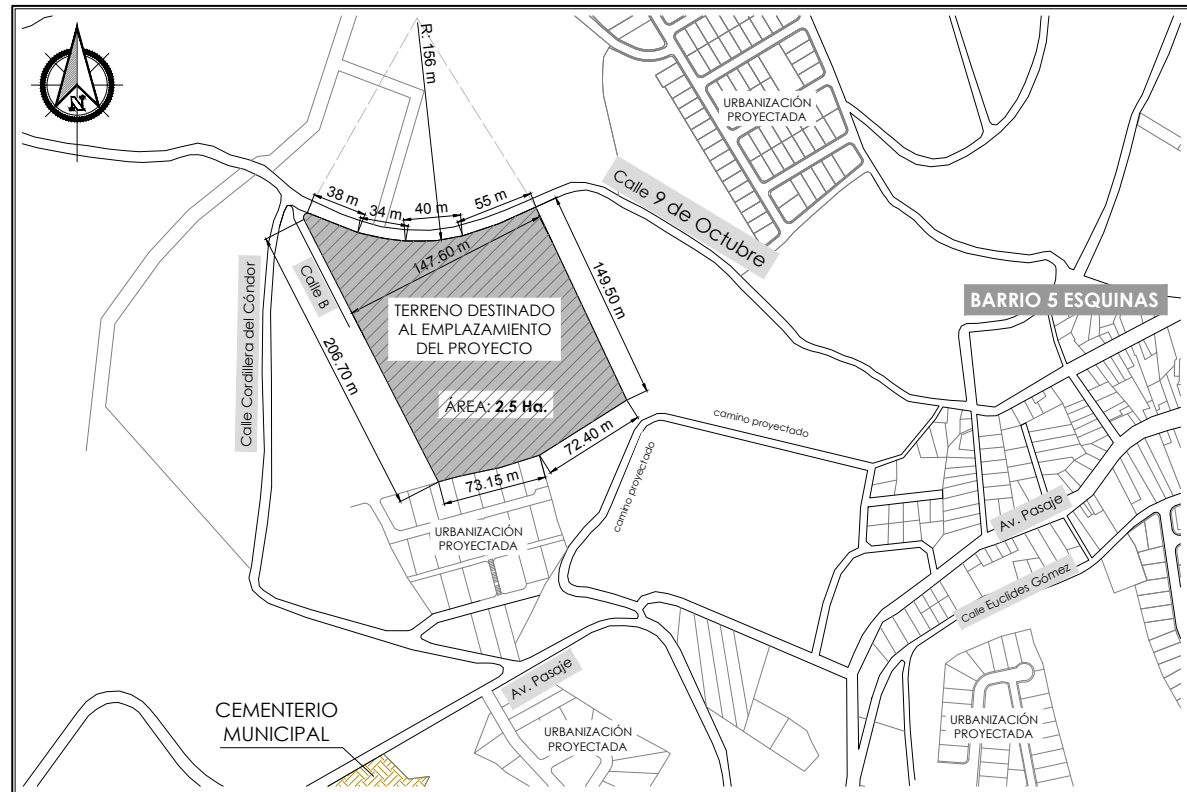 N
R: 156 m
URBANIZACIÓN
PROYECTADA
38 m
34 m
40 m
55 m
Calle 9 de Octubre
147.60 m
149.50 m
Calle B
Calle Cordillera del Cóndor
206.70 m
TERRENO DESTINADO
AL EMPLAZAMIENTO
DEL PROYECTO
ÁREA: 2.5 Ha.
BARRIO 5 ESQUINAS
72.40 m
73.15 m
camino proyectado
camino proyectado
URBANIZACIÓN
PROYECTADA
Av. Pasaje
Calle Euclides Gómez
Av. Pasaje
CEMENTERIO
MUNICIPAL
URBANIZACIÓN
PROYECTADA
URBANIZACIÓN
PROYECTADA